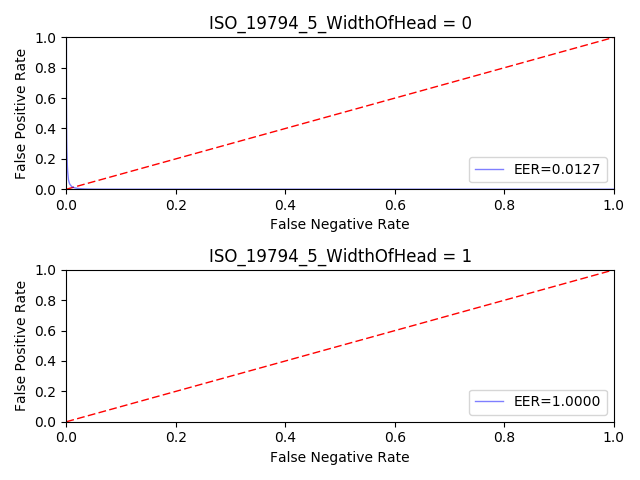 ISO_19794_5_WidthOfHead = 0
1.0
0.8
0.6
0.4
0.2
0.0
False Positive Rate
EER=0.0127
0.0 0.2 0.4 0.6 0.8 1.0
False Negative Rate
ISO_19794_5_WidthOfHead = 1
1.0
0.8
0.6
0.4
0.2
0.0
False Positive Rate
EER=1.0000
0.0 0.2 0.4 0.6 0.8 1.0
False Negative Rate